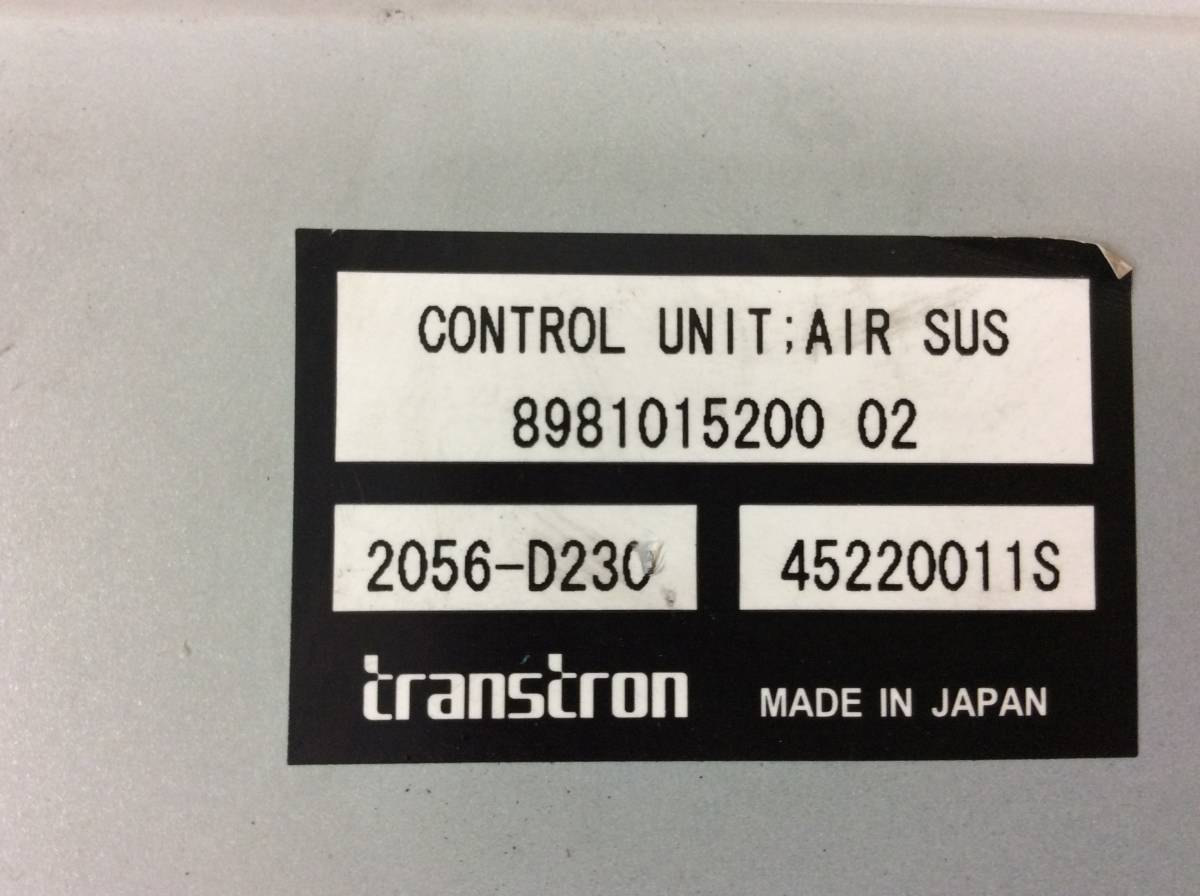 CONTROL UNIT;AIR SUS
8981015200 02
2056-D230 45220011S
transtron MADE IN JAPAN